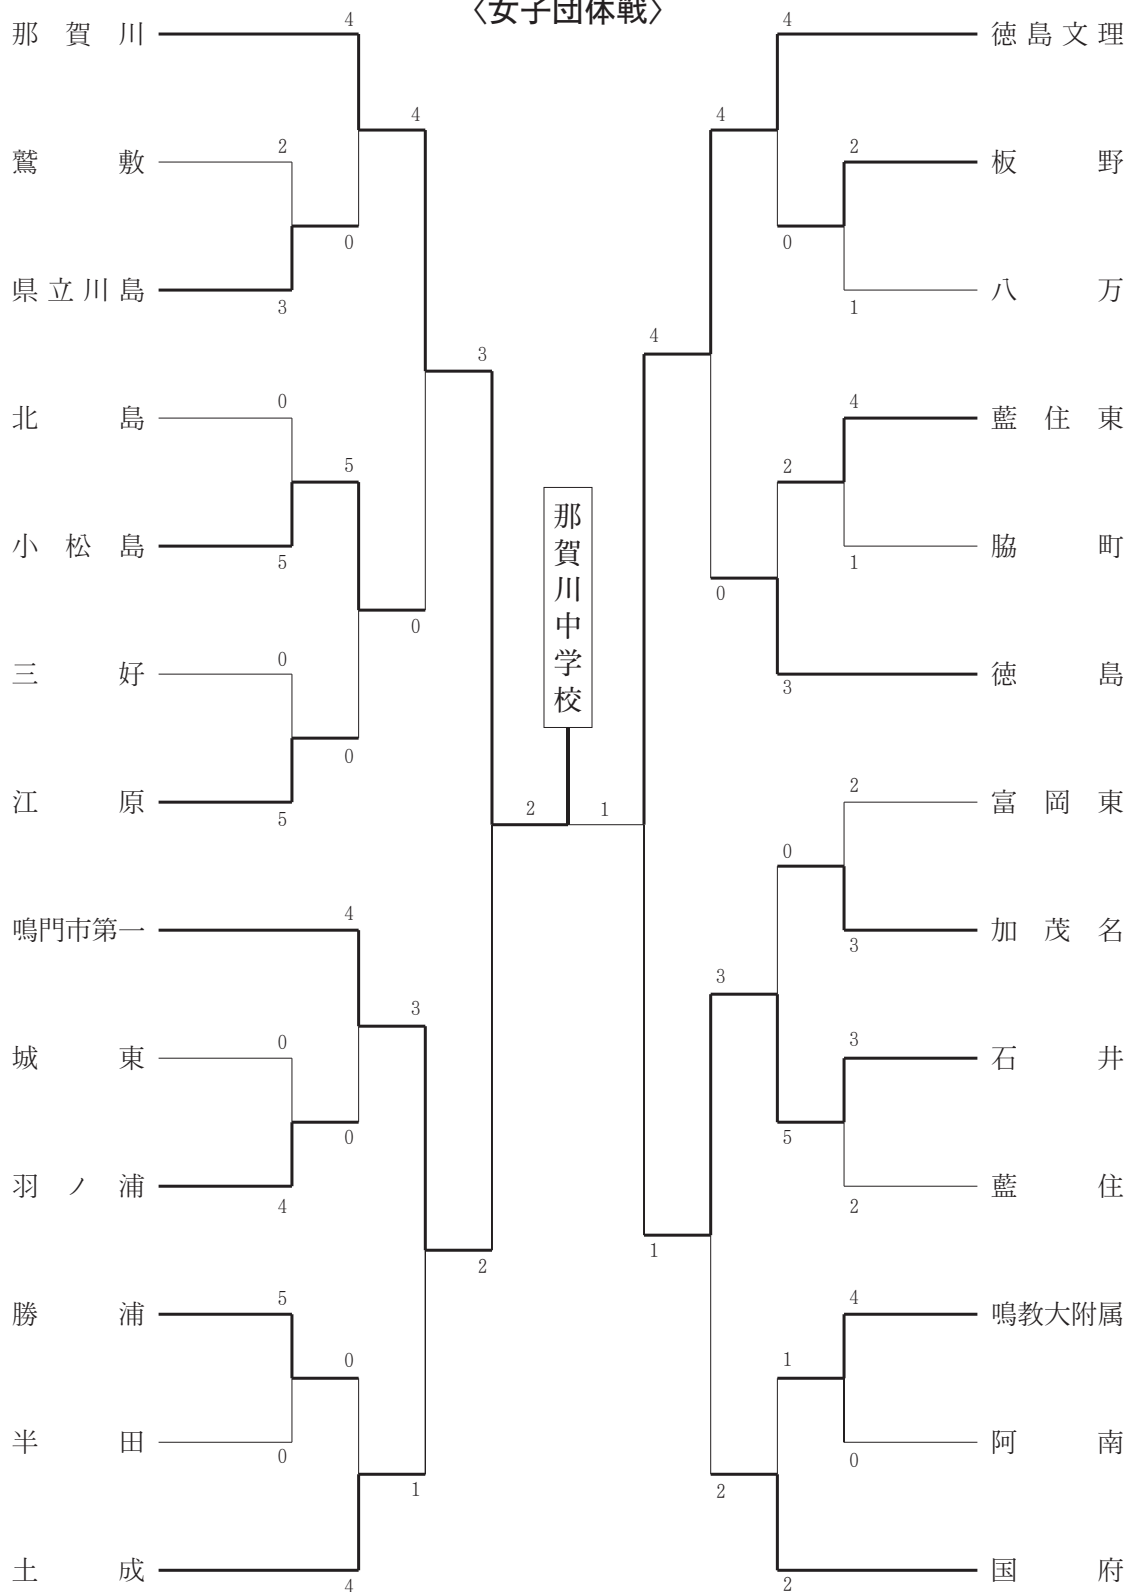 〈女子団体戦〉
那賀川
4
4
鷲敷
2
0
県立川島
3
3
北島
0
5
小松島
5
0
三好
0
0
江原
5
鳴門市第一
4
3
城東
0
0
羽ノ浦
4
2
勝浦
5
0
半田
0
1
土成
4
那賀川中学校
2
1
徳島文理
4
4
板野
2
0
八万
1
4
藍住東
4
2
脇町
1
0
徳島
3
富岡東
2
0
加茂名
3
3
石井
3
5
藍住
2
1
鳴教大附属
4
1
阿南
0
2
国府
2